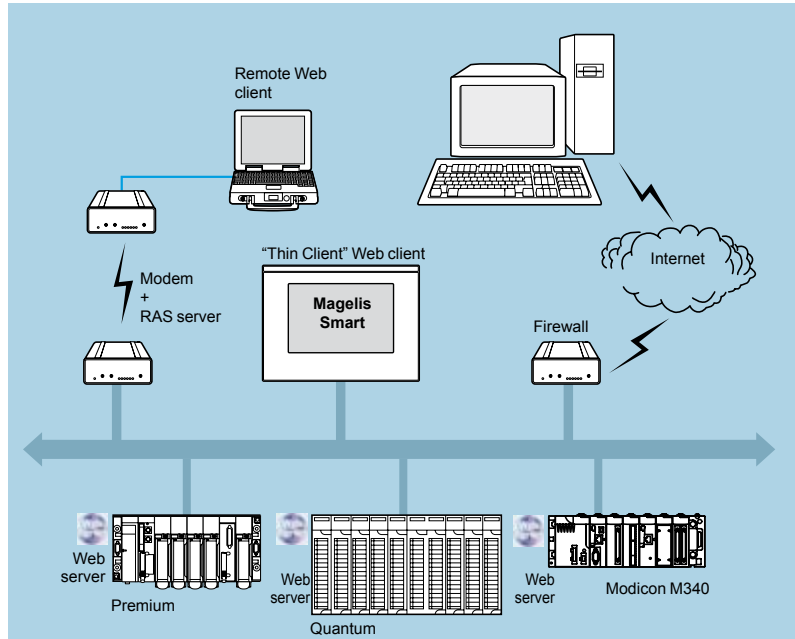 Remote Web
client
"Thin Client" Web client
Internet
Modem
+
RAS server
Magelis
Smart
Firewall
Web
server
Premium
Web
server
Quantum
Web
server
Modicon M340